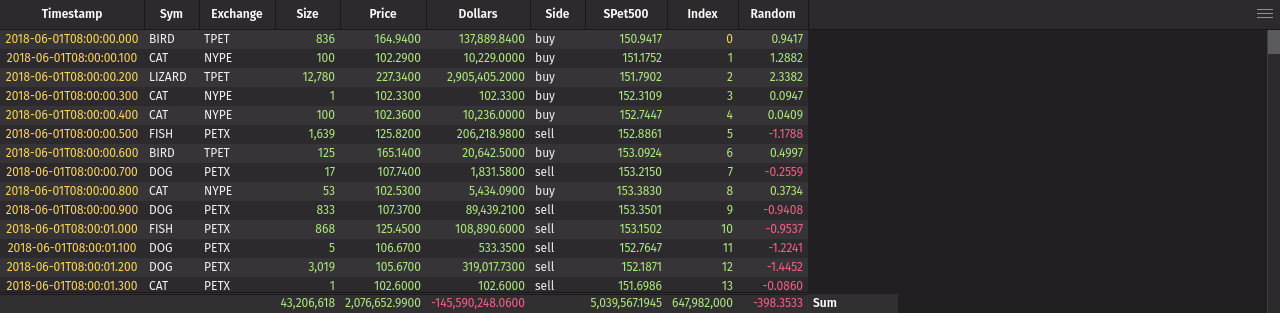 Timestamp Sym Exchange Size Price Dollars Side SPet500 Index Random
2018-06-01T08:00:00.000 BIRD TPET 836 164.9400 137,889.8400 buy 150.9417 0 0.9417
2018-06-01T08:00:00.100 CAT NYPE 100 102.2900 10,229.0000 buy 151.1752 1 1.2882
2018-06-01T08:00:00.200 LIZARD TPET 12,780 227.3400 2,905,405.2000 buy 151.7902 2 2.3382
2018-06-01T08:00:00.300 CAT NYPE 1 102.3300 102.3300 buy 152.3109 3 0.0947
2018-06-01T08:00:00.400 CAT NYPE 100 102.3600 10,236.0000 buy 152.7447 4 0.0409
2018-06-01T08:00:00.500 FISH PETX 1,639 125.8200 206,218.9800 sell 152.8861 5 -1.1788
2018-06-01T08:00:00.600 BIRD TPET 125 165.1400 20,642.5000 buy 153.0924 6 0.4997
2018-06-01T08:00:00.700 DOG PETX 17 107.7400 1,831.5800 sell 153.2150 7 -0.2559
2018-06-01T08:00:00.800 CAT NYPE 53 102.5300 5,434.0900 buy 153.3830 8 0.3734
2018-06-01T08:00:00.900 DOG PETX 833 107.3700 89,439.2100 sell 153.3501 9 -0.9408
2018-06-01T08:00:01.000 FISH PETX 868 125.4500 108,890.6000 sell 153.1502 10 -0.9537
2018-06-01T08:00:01.100 DOG PETX 5 106.6700 533.3500 sell 152.7647 11 -1.2241
2018-06-01T08:00:01.200 DOG PETX 3,019 105.6700 319,017.7300 sell 152.1871 12 -1.4452
2018-06-01T08:00:01.300 CAT PETX 1 102.6000 102.6000 sell 151.6986 13 -0.0860
43,206,618 2,076,652.9900 -145,590,248.0600 5,039,567.1945 647,982,000 -398.3533 Sum